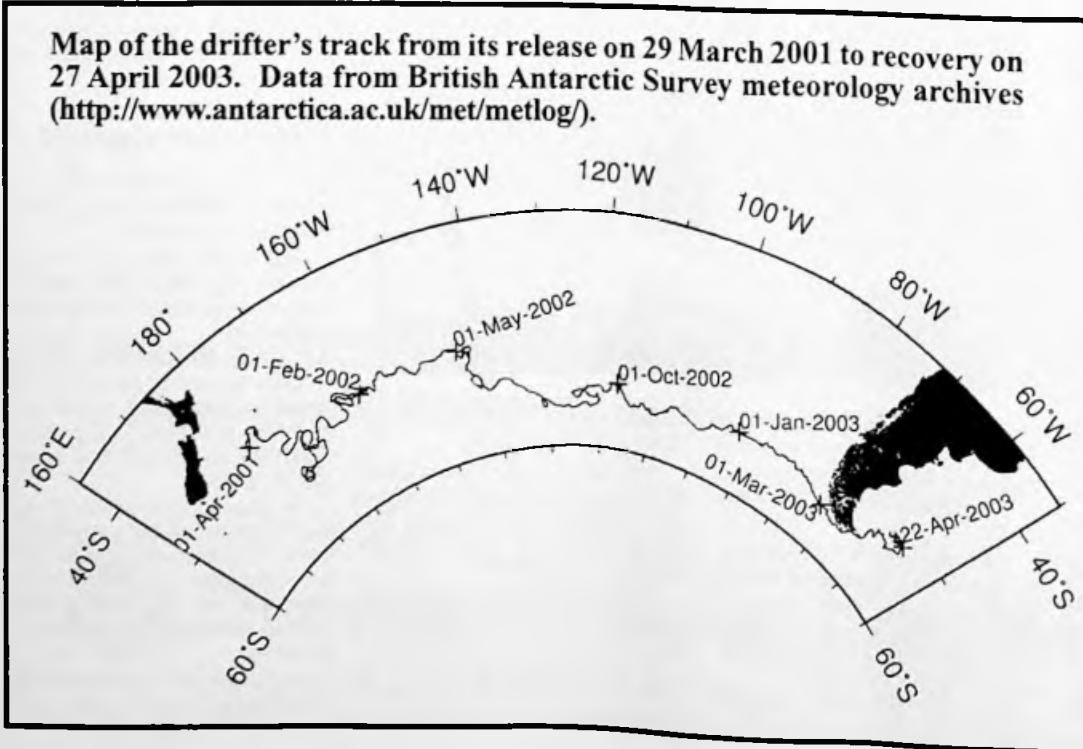 Map of the drifter's track from its release on 29 March 2001 to recovery on
27 April 2003. Data from British Antarctic Survey meteorology archives
(http://www.antarctica.ac.uk/met/metlog/).
120˚W
140˚W
100˚W
160˚W
80˚W
180˚
01-May-2002
01-Feb-2002
01-Oct-2002
60˚W
01-Jan-2003
160˚E
01-Apr-2001
01-Mar-2003
22-Apr-2003
40˚S
40˚S
60˚S
60˚S